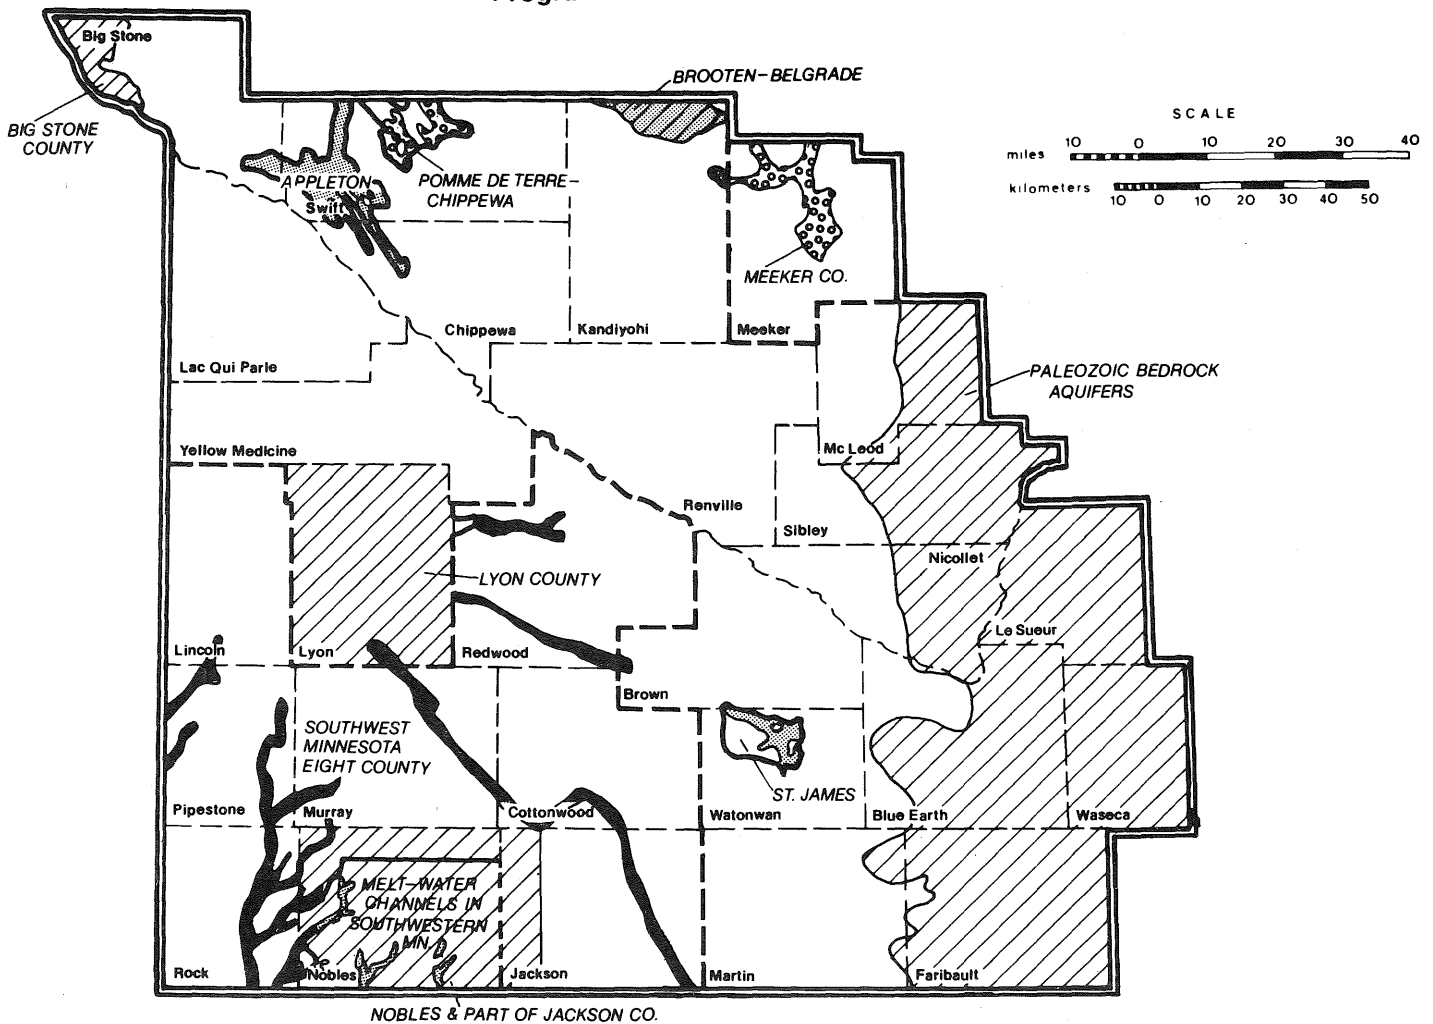 Big Stone
BROOTEN-BELGRADE
BIG STONE
COUNTY
SCALE
miles 10 0 10 20 30 40
kilometers
10 0 10 20 30 40 50
APPLETON
Swift
POMME DE TERRE-
CHIPPEWA
MEEKER CO.
Chippewa
Kandiyohi
Meeker
Lac Qui Parle
PALEOZOIC BEDROCK
AQUIFERS
Yellow Medicine
Mc Leod
Renville
Sibley
Nicollet
LYON COUNTY
Le Sueur
Lincoln
Lyon
Redwood
Brown
SOUTHWEST
MINNESOTA
EIGHT COUNTY
ST. JAMES
Pipestone
Murray
Cottonwood
Watonwan
Blue Earth
Waseca
MELT-WATER
CHANNELS IN
SOUTHWESTERN
MN.
Rock
Nobles
Jackson
Martin
Faribault
NOBLES & PART OF JACKSON CO.